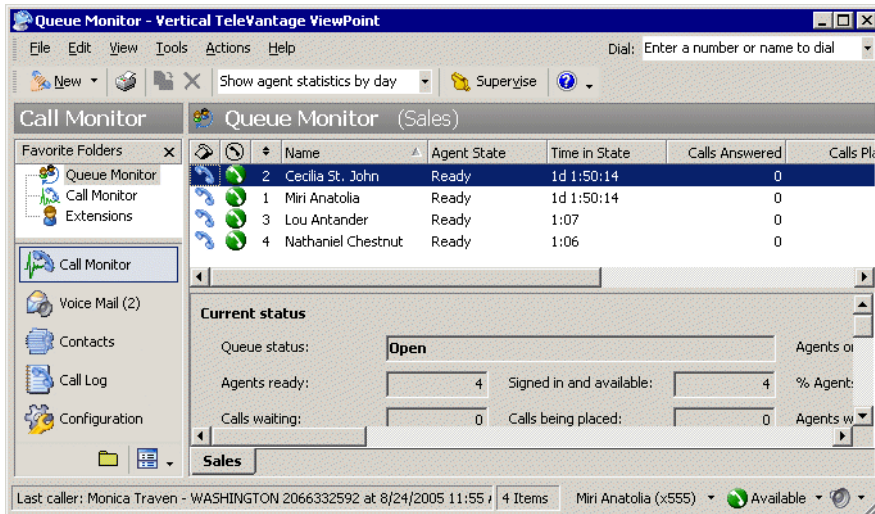 Queue Monitor - Vertical TeleVantage ViewPoint
File Edit View Tools Actions Help Dial: Enter a number or name to dial
New Show agent statistics by day Supervise
Call Monitor Queue Monitor (Sales)
Favorite Folders x Name Agent State Time in State Calls Answered Calls Pla
Queue Monitor 2 Cecilia St. John Ready 1d 1:50:14 0
Call Monitor 1 Miri Anatolia Ready 1d 1:50:14 0
Extensions 3 Lou Antander Ready 1:07 0
4 Nathaniel Chestnut Ready 1:06 0
Call Monitor
Voice Mail (2)
Contacts
Call Log
Configuration
Current status
Queue status: Open Agents on
Agents ready: 4 Signed in and available: 4 % Agent
Calls waiting: 0 Calls being placed: 0 Agents w
Sales
Last caller: Monica Traven - WASHINGTON 2066332592 at 8/24/2005 11:55 4 Items Miri Anatolia (x555) Available